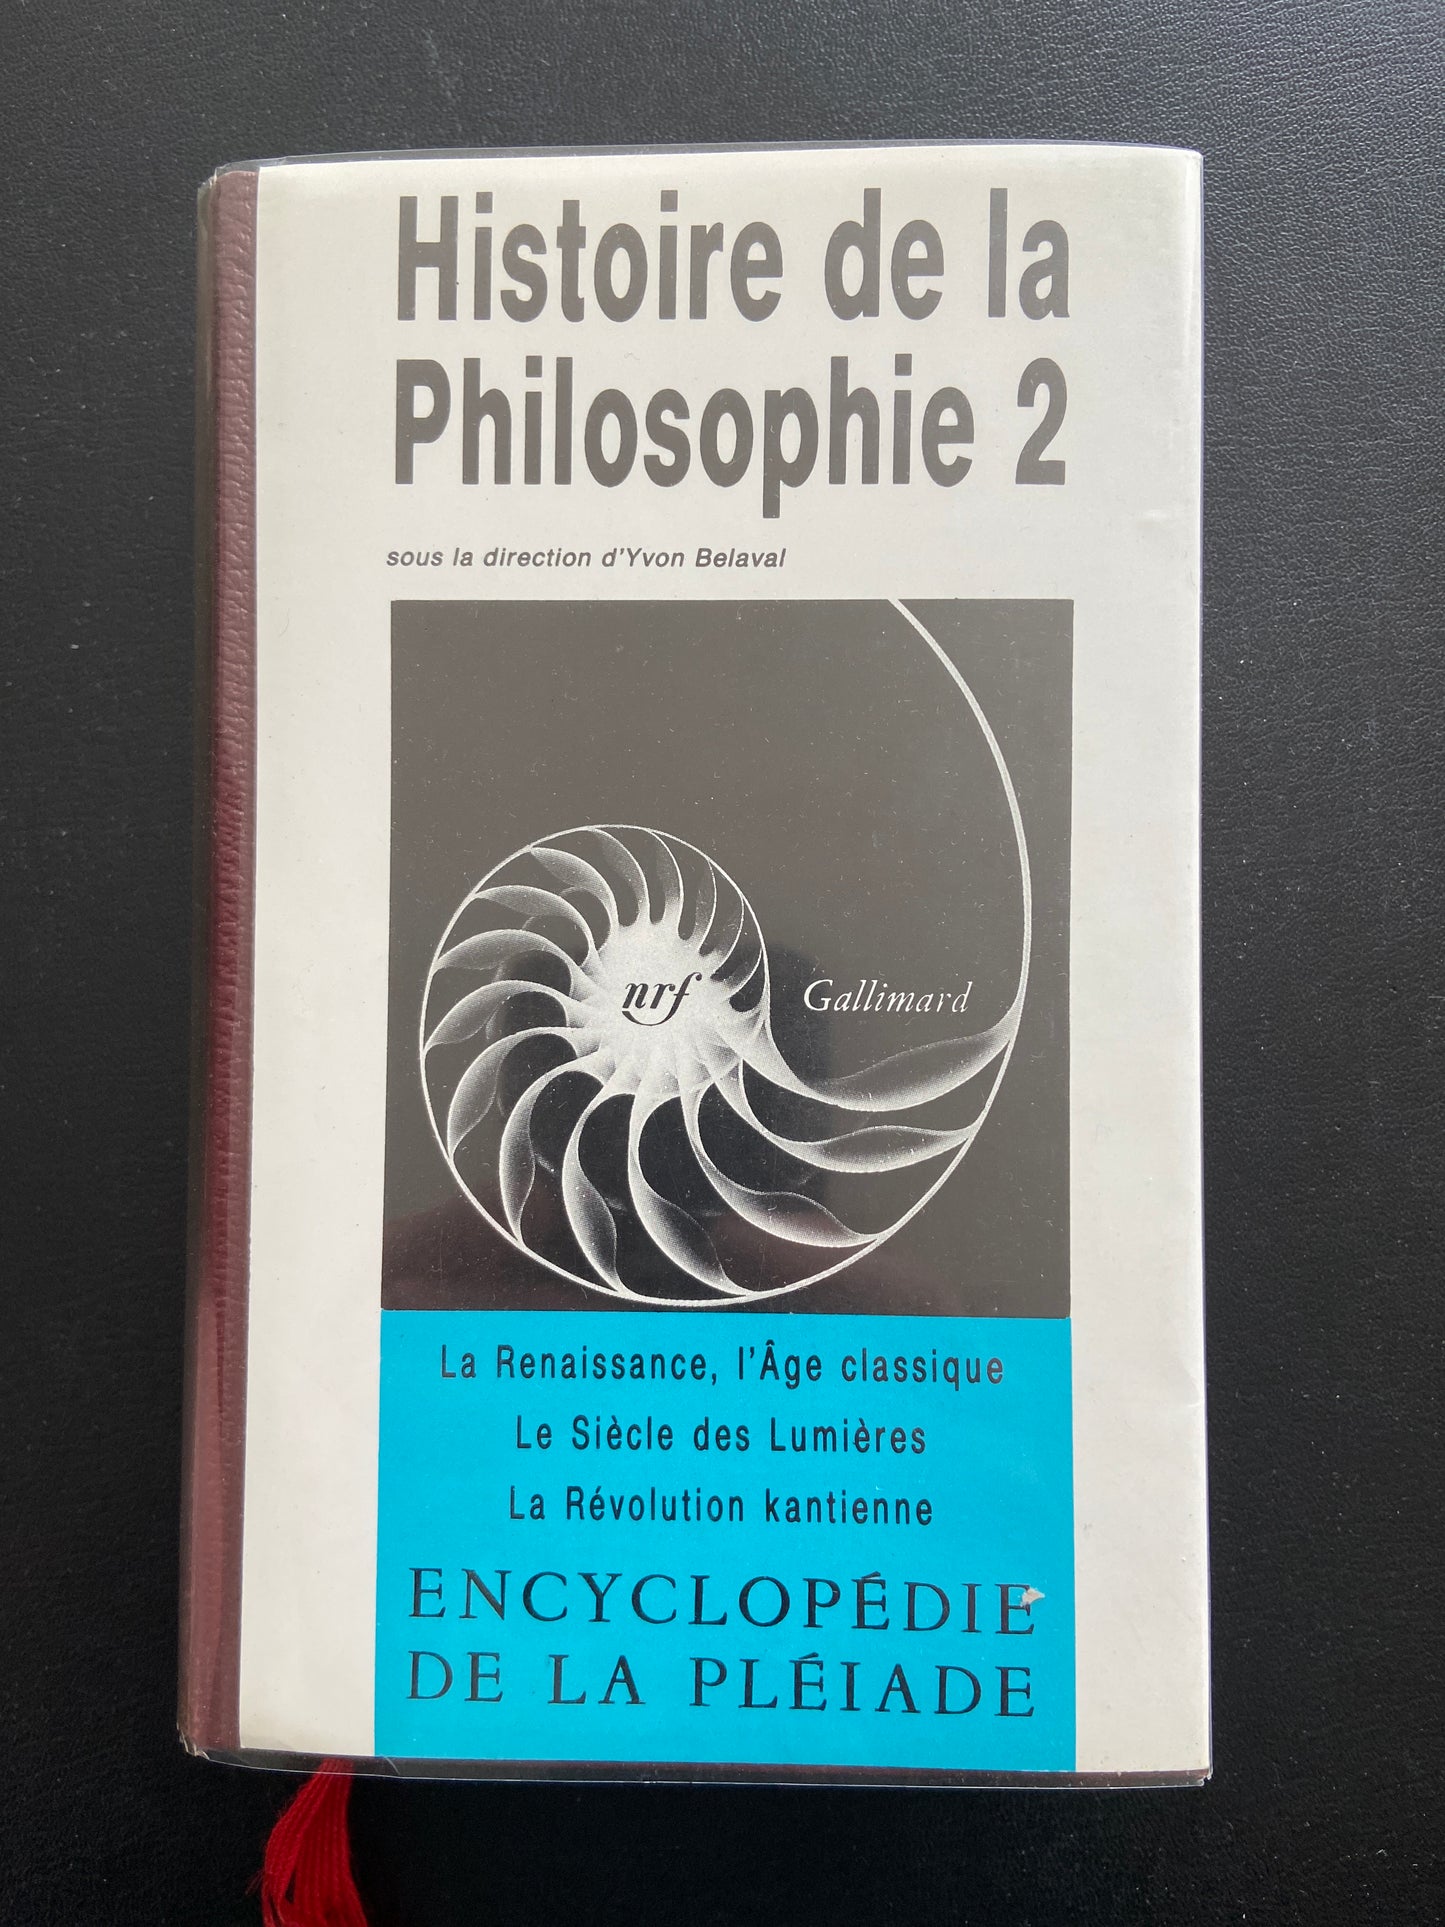 Histoire de la
Philosophie 2
sous la direction d'Yvon Belaval
nrf Gallimard
La Renaissance, l'Âge classique
Le Siècle des Lumières
La Révolution kantienne
ENCYCLOPÉDIE
DE LA PLÉIADE